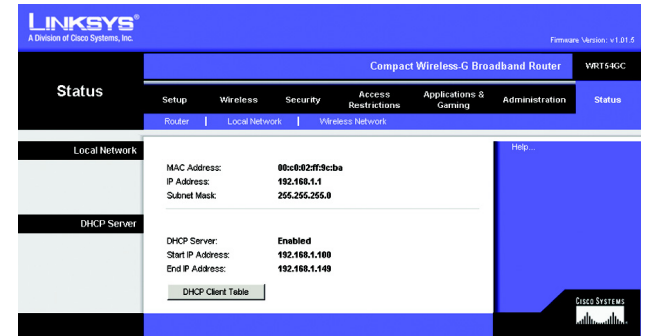 LINKSYS®
A Division of Cisco Systems, Inc.
Firmware Version: v1.01.5
Compact Wireless-G Broadband Router WRT54GC
Status
Setup Wireless Security Access Restrictions Applications & Gaming Administration Status
Router | Local Network | Wireless Network
Local Network
Help...
MAC Address: 00:c0:02:ff:9c:ba
IP Address: 192.168.1.1
Subnet Mask: 255.255.255.0
DHCP Server
DHCP Server: Enabled
Start IP Address: 192.168.1.100
End IP Address: 192.168.1.149
DHCP Client Table
CISCO SYSTEMS